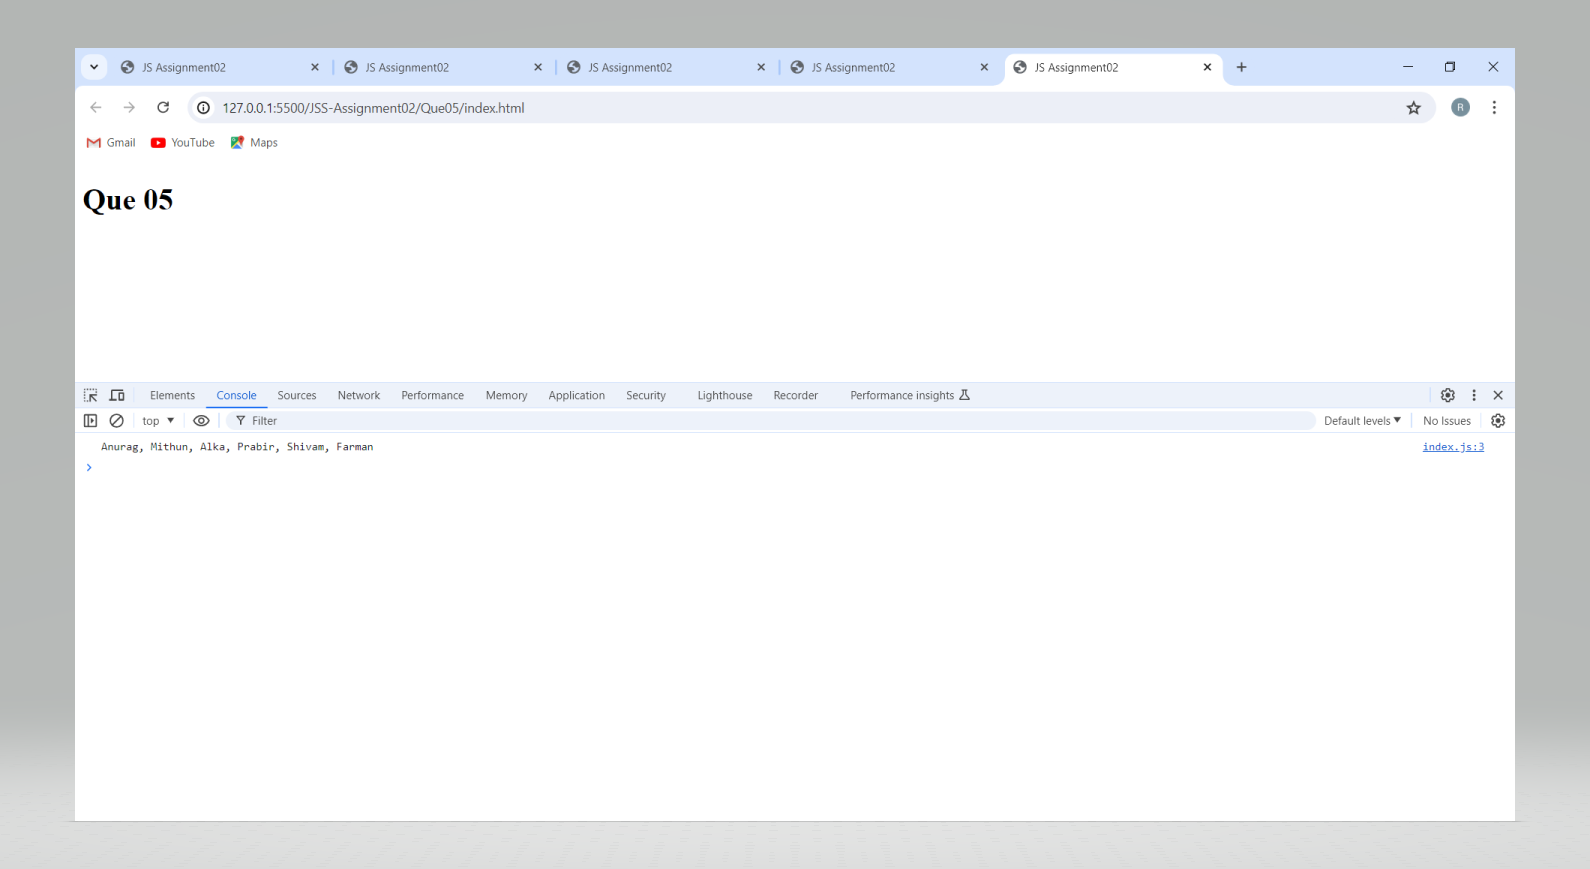 JS Assignment02 JS Assignment02 JS Assignment02 JS Assignment02 JS Assignment02
127.0.0.1:5500/JSS-Assignment02/Que05/index.html R
Gmail YouTube Maps
Que 05
Elements Console Sources Network Performance Memory Application Security Lighthouse Recorder Performance insights
top Filter Default levels No Issues
Anurag, Mithun, Alka, Prabir, Shivam, Farman index.js:3